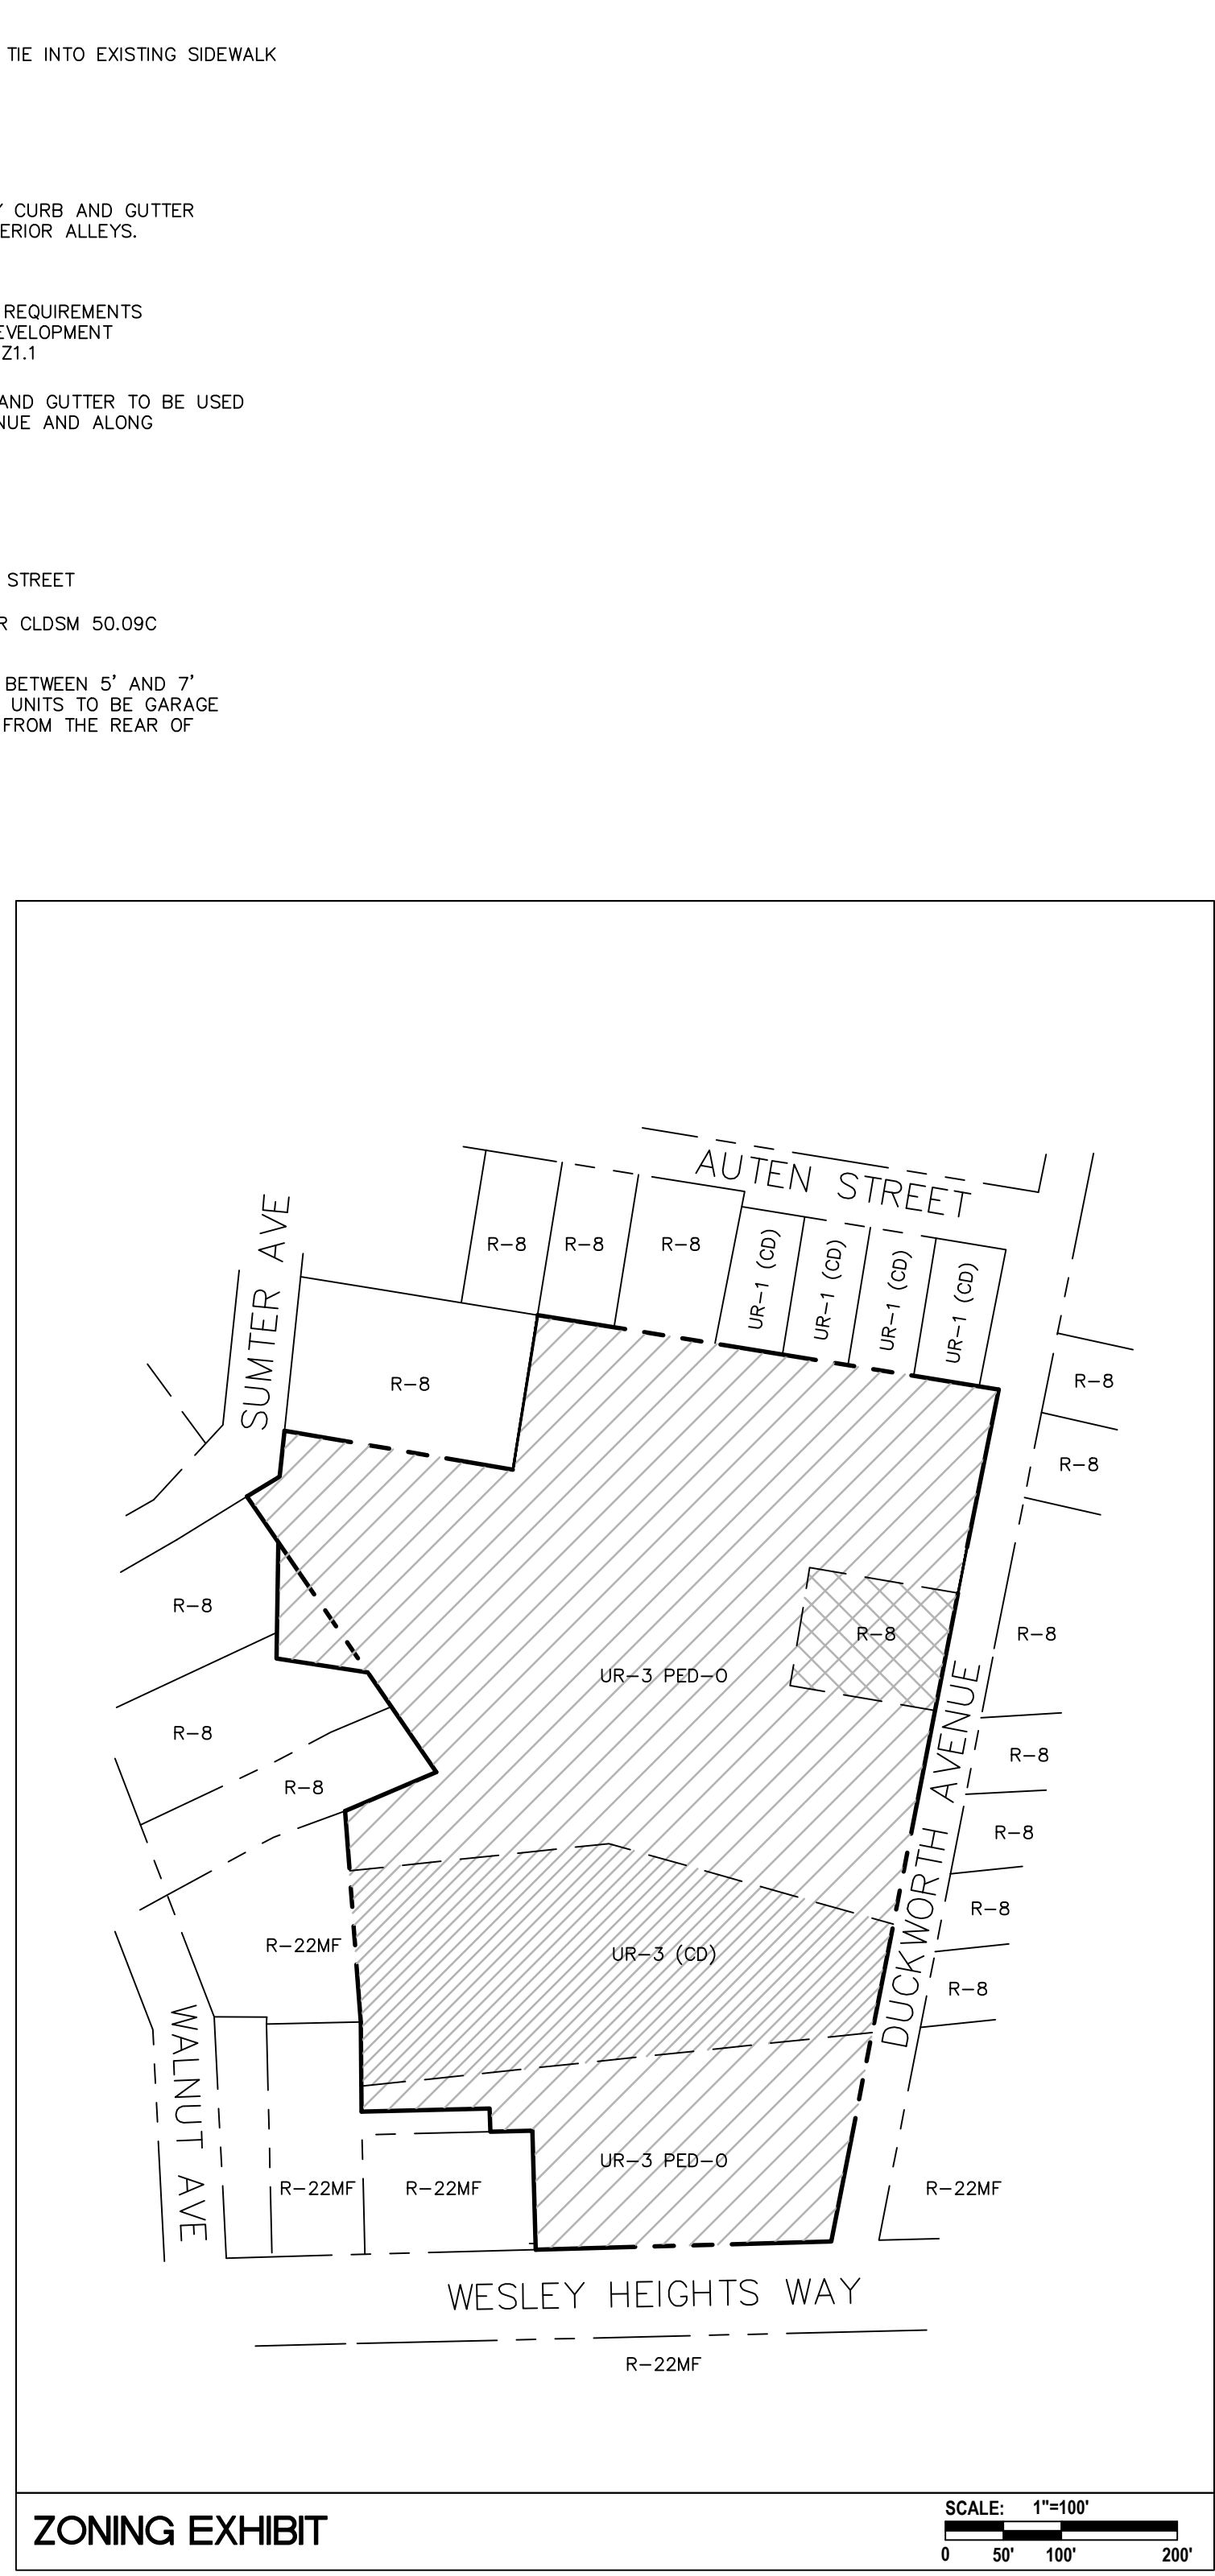 TIE INTO EXISTING SIDEWALK
CURB AND GUTTER
ERIOR ALLEYS.
REQUIREMENTS
EVELOPMENT
Z1.1
AND GUTTER TO BE USED
NUE AND ALONG
STREET
R CLDSM 50.09C
BETWEEN 5' AND 7'
UNITS TO BE GARAGE
FROM THE REAR OF
AUTEN STREET
SUMTER AVE
R-8
R-8
R-8
UR-1 (CD)
UR-1 (CD)
UR-1 (CD)
UR-1 (CD)
R-8
R-8
R-8
R-8
R-8
R-8
UR-3 PED-O
R-8
R-8
R-8
R-8
DUCKWORTH AVENUE
R-8
R-22MF
UR-3 (CD)
R-8
WALNUT AVE
UR-3 PED-O
R-22MF
R-22MF
R-22MF
WESLEY HEIGHTS WAY
R-22MF
ZONING EXHIBIT
SCALE: 1"=100'
0 50' 100' 200'